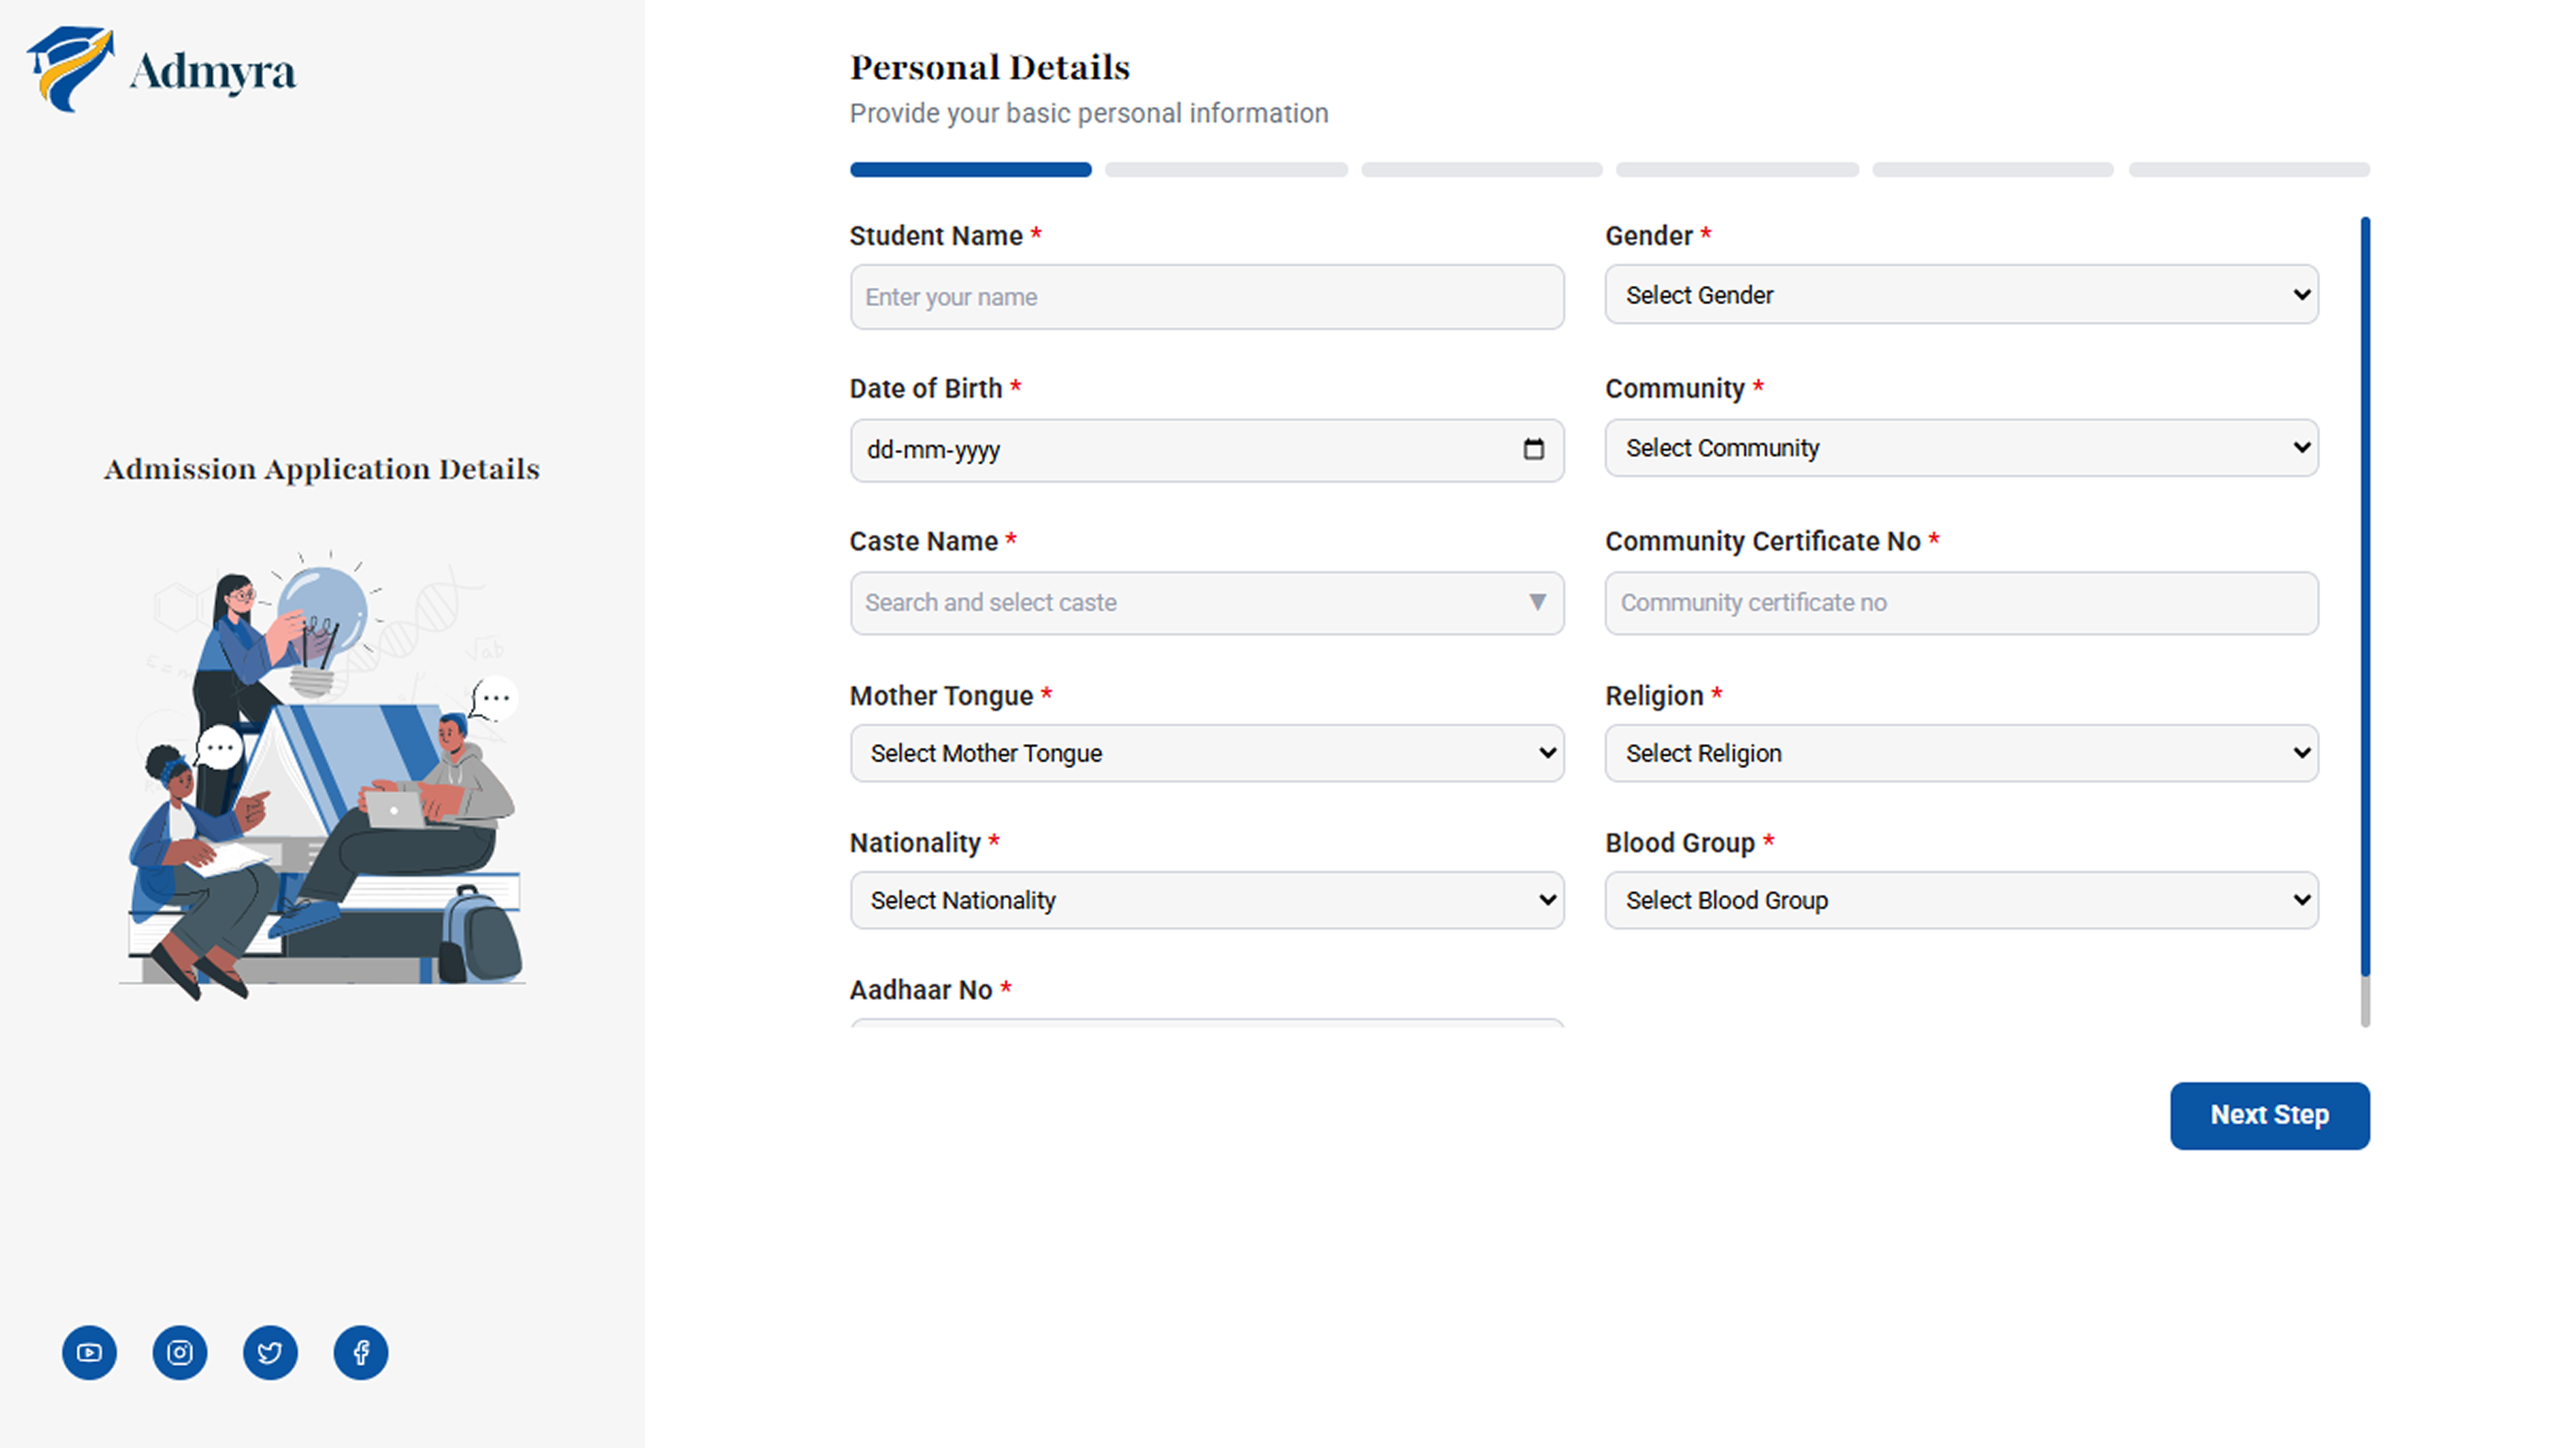 Admyra
Admission Application Details
Personal Details
Provide your basic personal information
Student Name *
Enter your name
Gender *
Select Gender
Date of Birth *
dd-mm-yyyy
Community *
Select Community
Caste Name *
Search and select caste
Community Certificate No *
Community certificate no
Mother Tongue *
Select Mother Tongue
Religion *
Select Religion
Nationality *
Select Nationality
Blood Group *
Select Blood Group
Aadhaar No *
Next Step